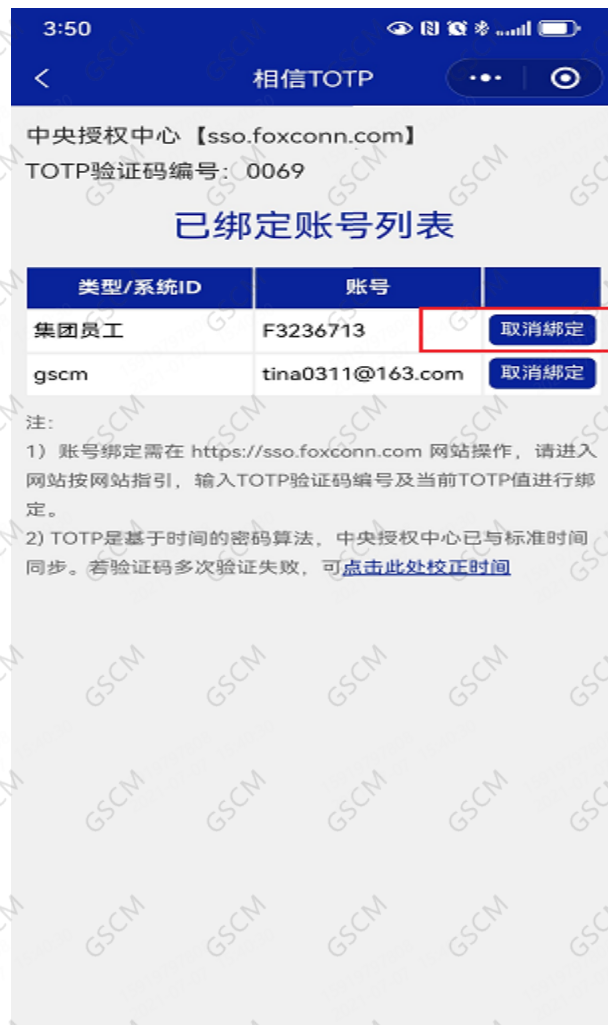 3:50
相信TOTP
中央授权中心【sso.foxconn.com】
TOTP验证码编号：0069
已绑定账号列表
类型/系统ID 账号
集团员工 F3236713 取消綁定
gscm tina0311@163.com 取消綁定
注:
1）账号绑定需在 https://sso.foxconn.com 网站操作，请进入
网站按网站指引，输入TOTP验证码编号及当前TOTP值进行绑
定。
2) TOTP是基于时间的密码算法，中央授权中心已与标准时间
同步。若验证码多次验证失败，可点击此处校正时间
GSCM